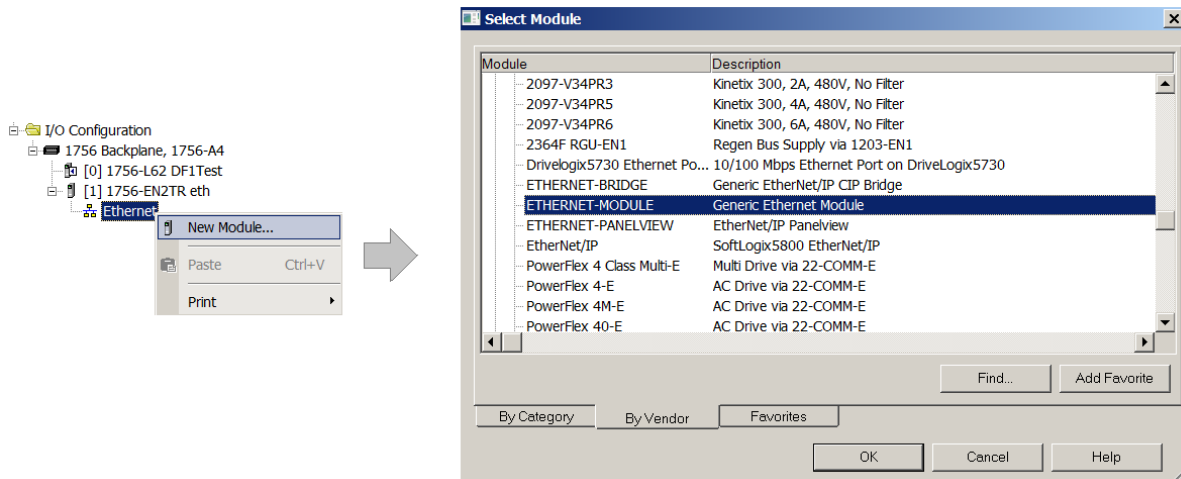 I/O Configuration
1756 Backplane, 1756-A4
[0] 1756-L62 DF1Test
[1] 1756-EN2TR eth
Ethernet
New Module...
Paste Ctrl+V
Print
Select Module
Module Description
2097-V34PR3 Kinetix 300, 2A, 480V, No Filter
2097-V34PR5 Kinetix 300, 4A, 480V, No Filter
2097-V34PR6 Kinetix 300, 6A, 480V, No Filter
2364F RGU-EN1 Regen Bus Supply via 1203-EN1
Drivelogix5730 Ethernet Po... 10/100 Mbps Ethernet Port on DriveLogix5730
ETHERNET-BRIDGE Generic EtherNet/IP CIP Bridge
ETHERNET-MODULE Generic Ethernet Module
ETHERNET-PANELVIEW EtherNet/IP Panelview
EtherNet/IP SoftLogix5800 EtherNet/IP
PowerFlex 4 Class Multi-E Multi Drive via 22-COMM-E
PowerFlex 4-E AC Drive via 22-COMM-E
PowerFlex 4M-E AC Drive via 22-COMM-E
PowerFlex 40-E AC Drive via 22-COMM-E
Find... Add Favorite
By Category By Vendor Favorites
OK Cancel Help